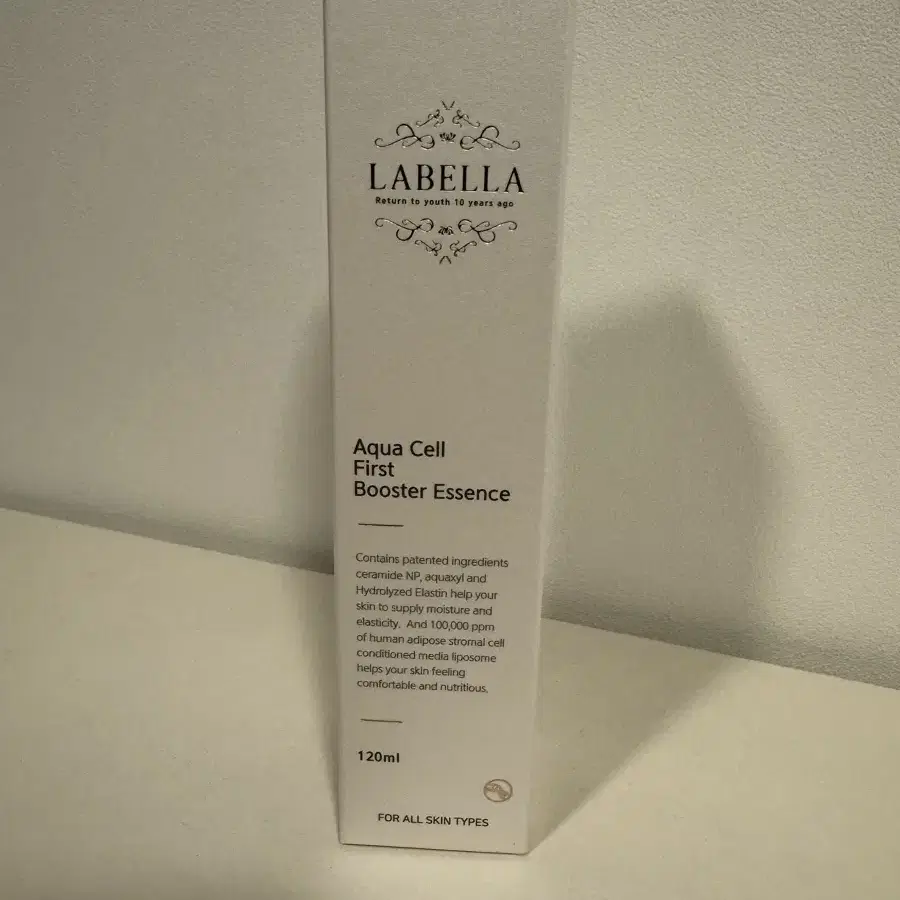 LABELLA
Return to youth 10 years ago
Aqua Cell
First
Booster Essence
Contains patented ingredients
ceramide NP, aquaxyl and
Hydrolyzed Elastin help your
skin to supply moisture and
elasticity. And 100,000 ppm
of human adipose stromal cell
conditioned media liposome
helps your skin feeling
comfortable and nutritious.
120ml
FOR ALL SKIN TYPES